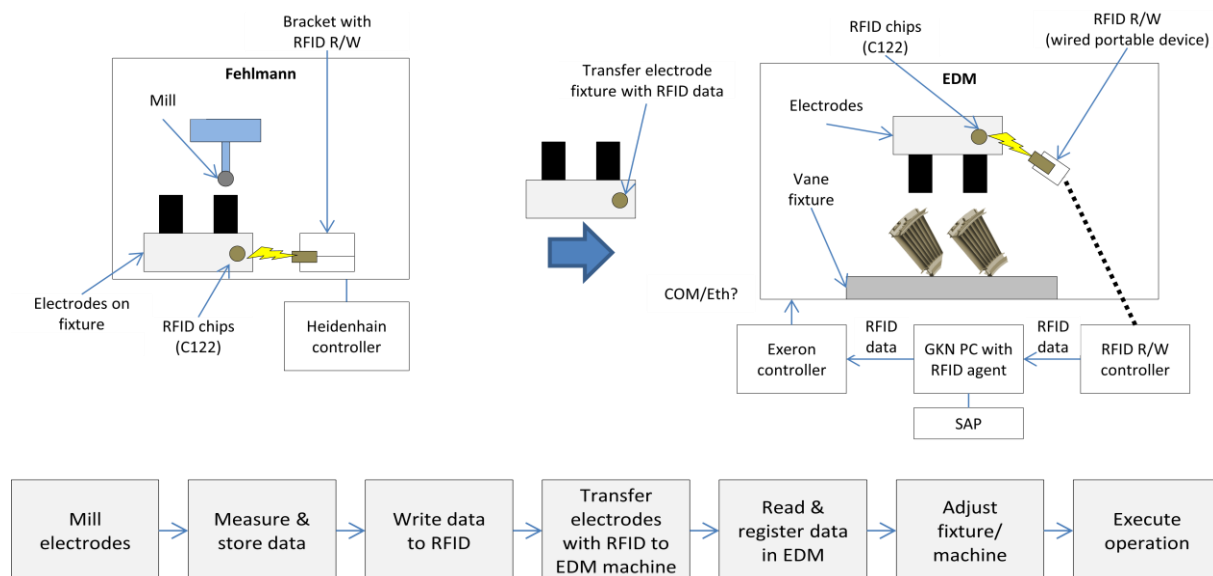 Bracket with
RFID R/W
Fehlmann
Mill
Electrodes on
fixture
RFID chips
(C122)
Heidenhain
controller
Transfer electrode
fixture with RFID data
RFID chips
(C122)
RFID R/W
(wired portable device)
EDM
Electrodes
Vane
fixture
COM/Eth?
Exeron
controller
RFID
data
GKN PC with
RFID agent
RFID
data
RFID R/W
controller
SAP
Mill
electrodes
Measure &
store data
Write data
to RFID
Transfer
electrodes
with RFID to
EDM machine
Read &
register data
in EDM
Adjust
fixture/
machine
Execute
operation